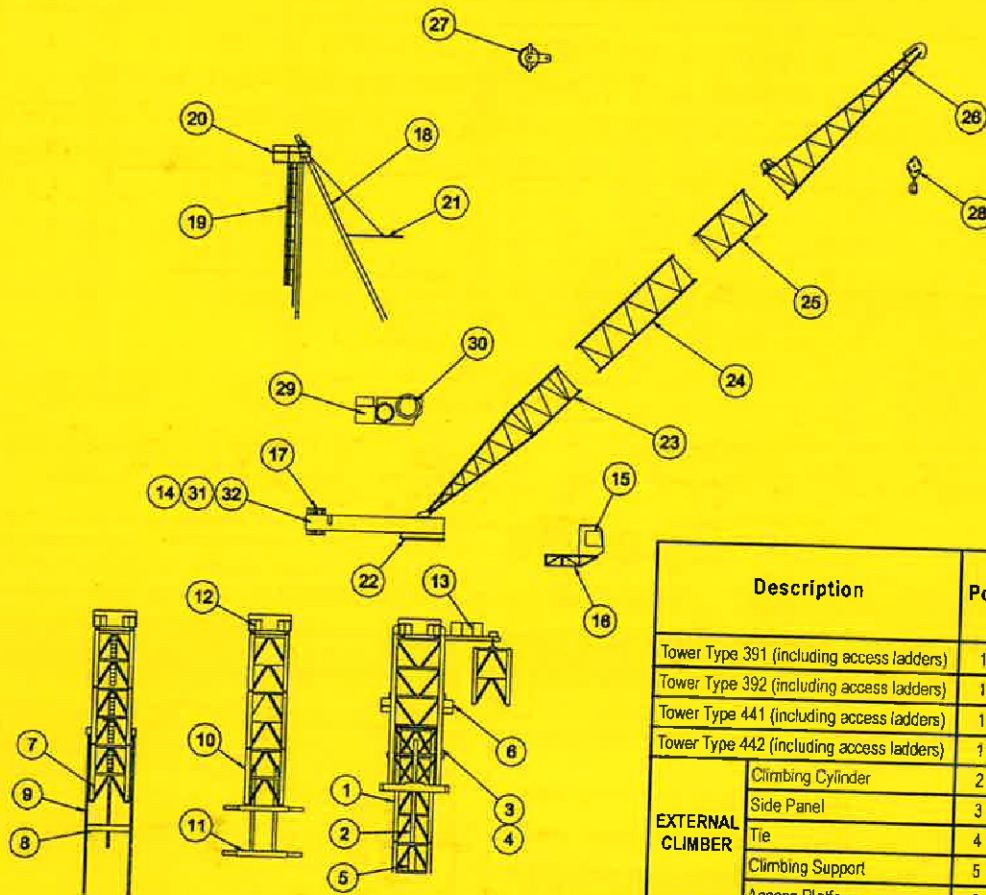 27
26
20
18
28
19
21
25
30
29
24
23
17
14 31 32
15
22
16
12
13
7
10
6
9
1
3
8
11
2
4
5
Description
Tower Type 391 (including access ladders) 1
Tower Type 392 (including access ladders) 1
Tower Type 441 (including access ladders) 1
Tower Type 442 (including access ladders) 1
EXTERNAL CLIMBER
Climbing Cylinder 2
Side Panel 3
Tie 4
Climbing Support 5